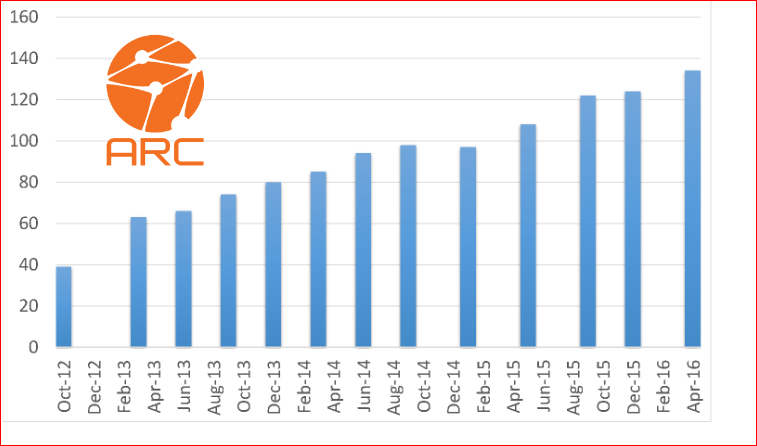 160
140
120
100
80
60
40
20
0
ARC
Oct-12
Dec-12
Feb-13
Apr-13
Jun-13
Aug-13
Oct-13
Dec-13
Feb-14
Apr-14
Jun-14
Aug-14
Oct-14
Dec-14
Feb-15
Apr-15
Jun-15
Aug-15
Oct-15
Dec-15
Feb-16
Apr-16